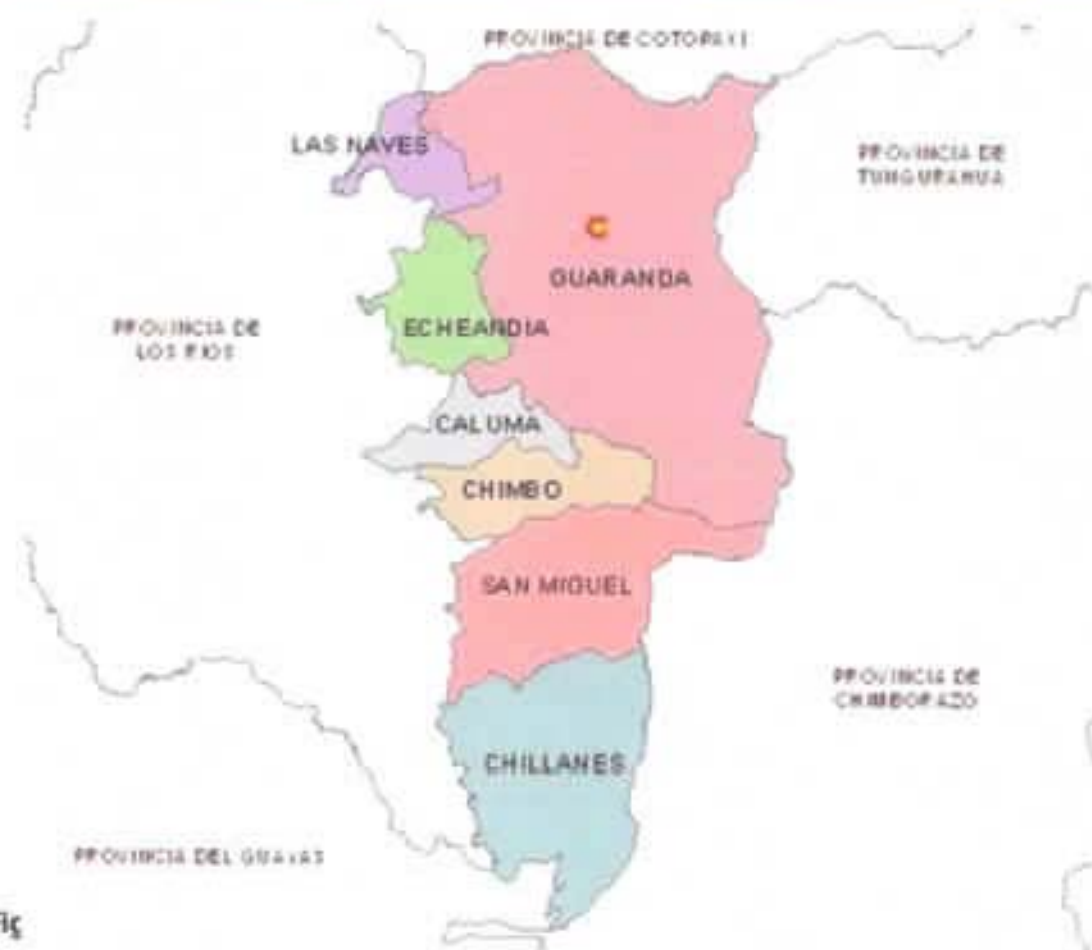 PROVINCIA DE COTOPAXI
LAS NAVES
PROVINCIA DE
TUNGURAHUA
C
GUARANDA
PROVINCIA DE
LOS RIOS
ECHEANDIA
CALUMA
CHIMBO
SAN MIGUEL
PROVINCIA DE
CHIMBORAZO
CHILLANES
PROVINCIA DEL GUAYAS